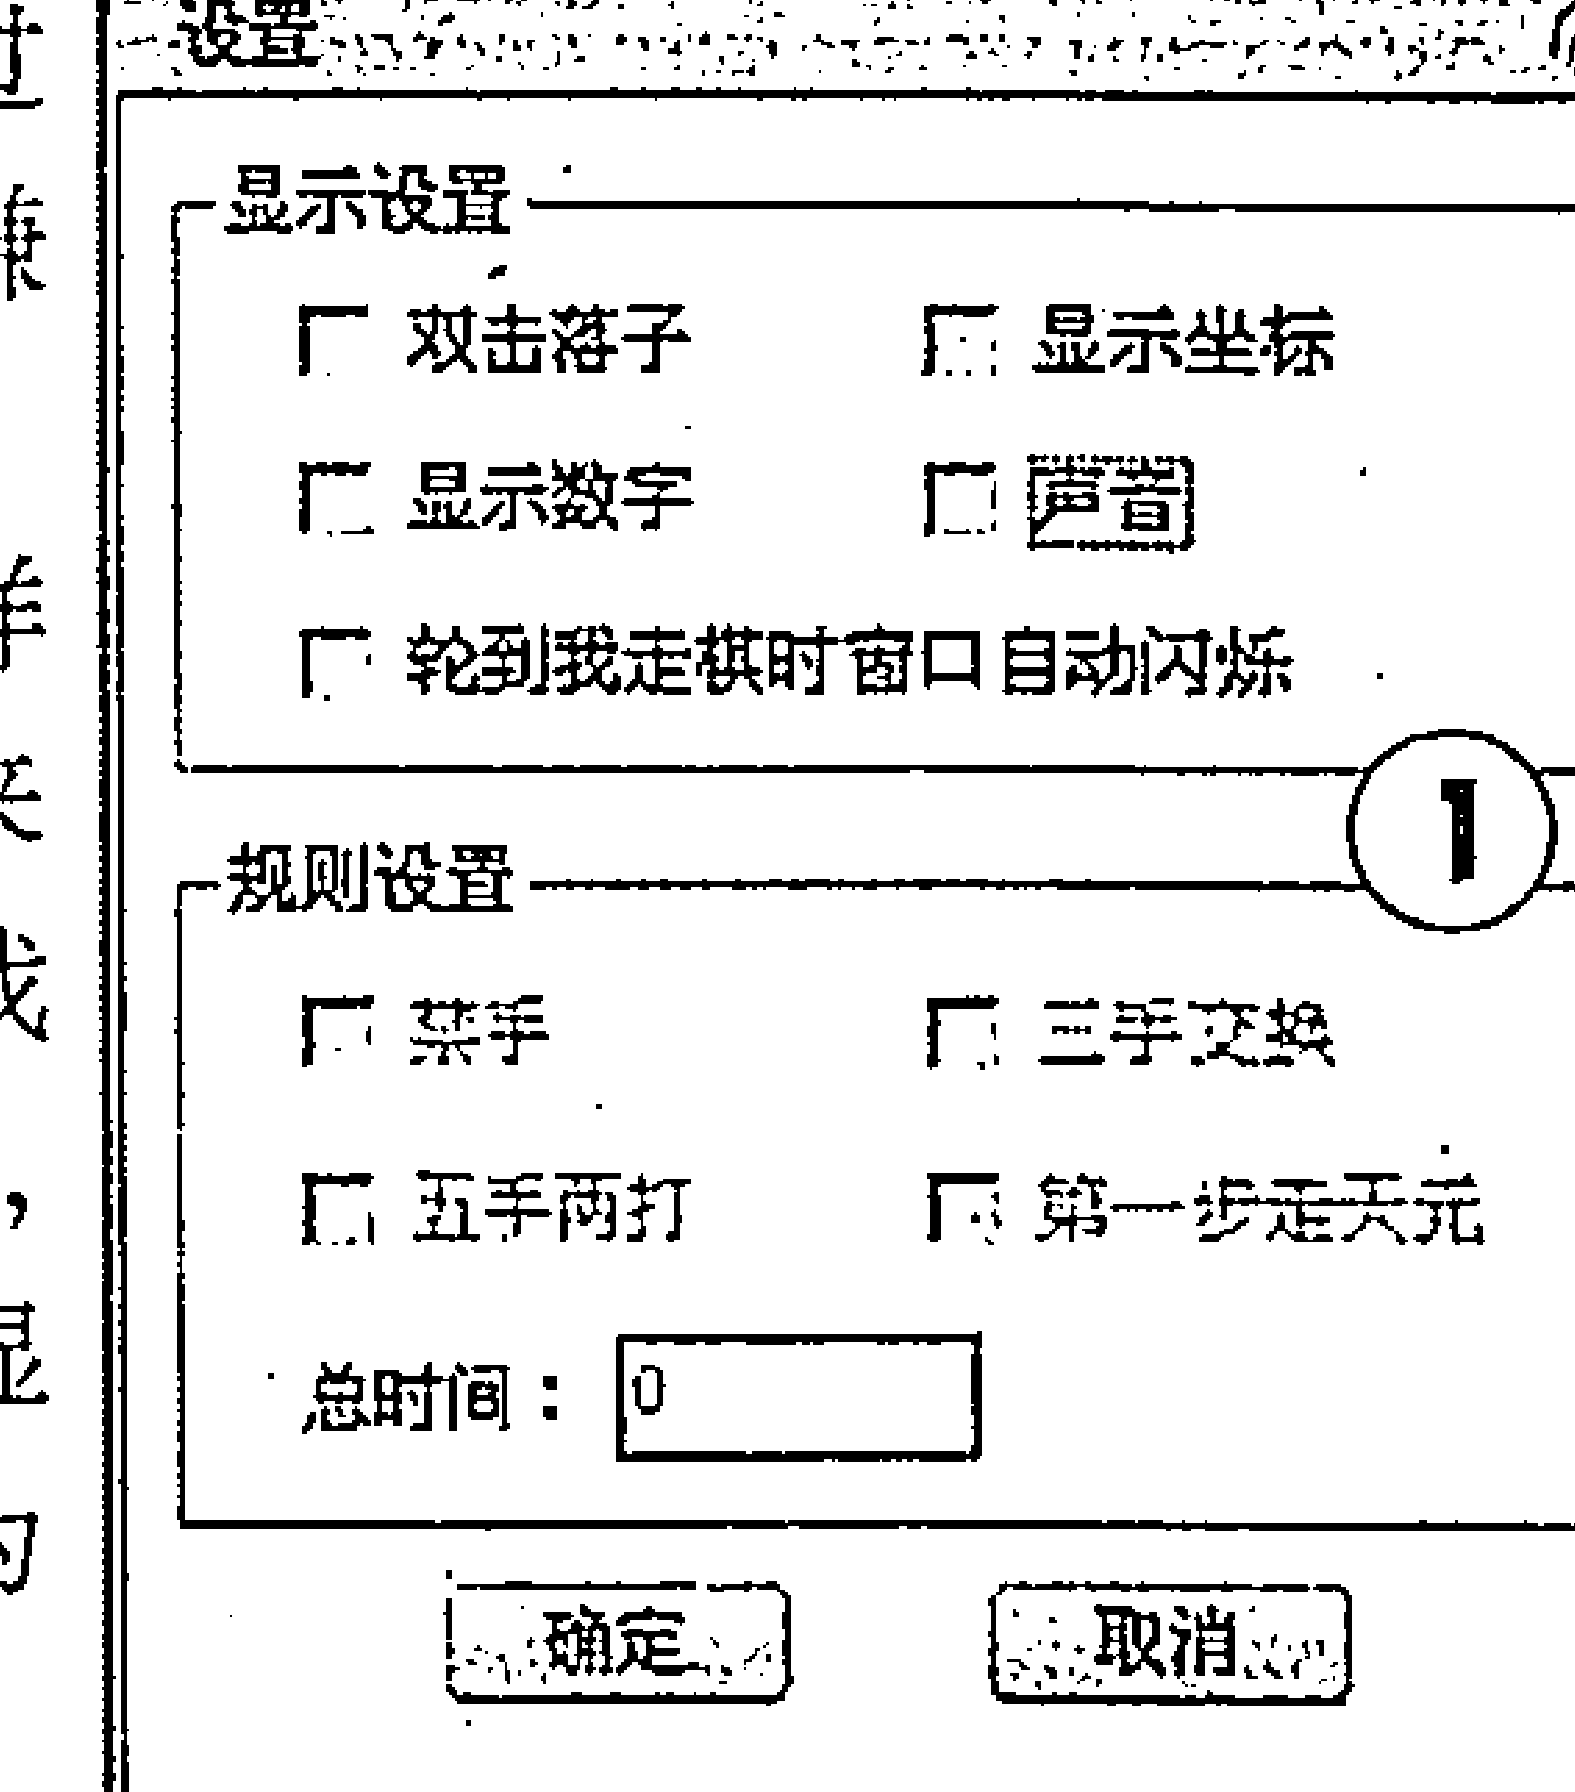 设置
显示设置
双击落子 显示坐标
显示数字 声音
轮到我走棋时窗口自动闪烁
1
规则设置
禁手 三手交换
五手两打 第一步走天元
总时间：0
确定 取消